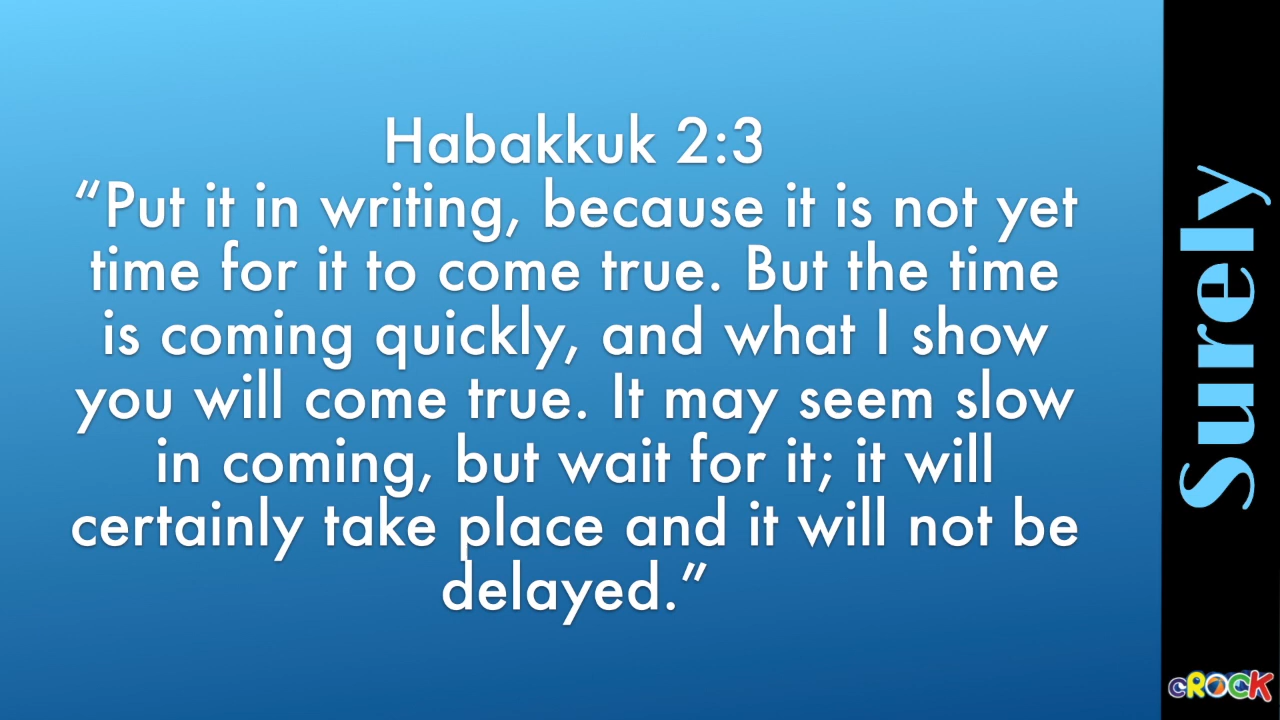 Habakkuk 2:3
“Put it in writing, because it is not yet
time for it to come true. But the time
is coming quickly, and what I show
you will come true. It may seem slow
in coming, but wait for it; it will
certainly take place and it will not be
delayed.”
Surely
cROCK